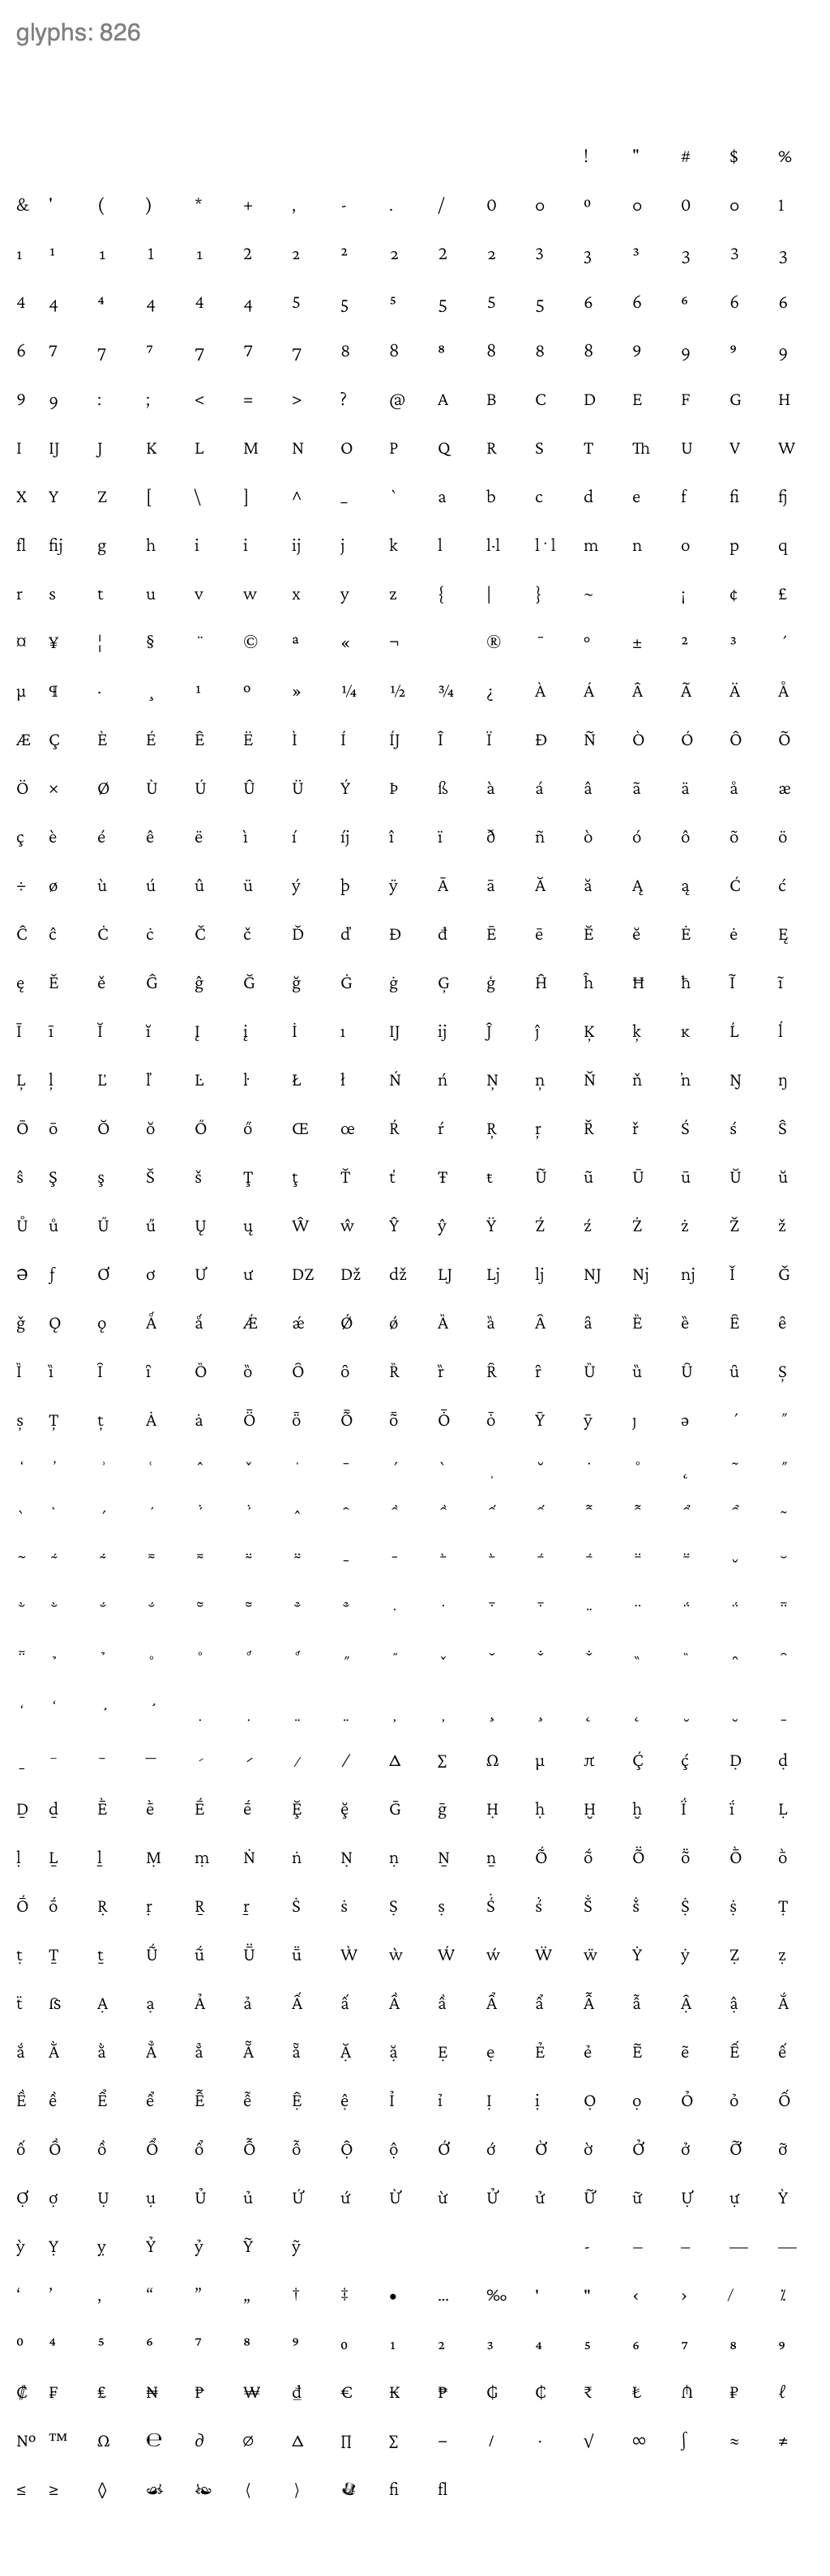 glyphs: 826
! " # $ %
& ' ( ) * + , - . / 0 0 ⁰ 0 0 0 1
1 ¹ 1 1 1 2 2 ² 2 2 2 3 3 ³ 3 3 3
4 4 ⁴ 4 4 4 5 5 ⁵ 5 5 5 6 6 ⁶ 6 6
6 7 7 ⁷ 7 7 7 8 8 ⁸ 8 8 8 9 9 ⁹ 9
9 9 : ; < = > ? @ A B C D E F G H
I IJ J K L M N O P Q R S T Th U V W
X Y Z [ \ ] ^ _ ` a b c d e f fi fj
fl fij g h i i ij j k l l·l l·l m n o p q
r s t u v w x y z { | } ~ ¡ ¢ £
¤ ¥ ¦ § ¨ © ª « ¬ ® ¯ ° ± ² ³ ´
µ ¶ · ¸ ¹ º » ¼ ½ ¾ ¿ À Á Â Ã Ä Å
Æ Ç È É Ê Ë Ì Í ÍJ Î Ï Ð Ñ Ò Ó Ô Õ
Ö × Ø Ù Ú Û Ü Ý Þ ß à á â ã ä å æ
ç è é ê ë ì í íj î ï ð ñ ò ó ô õ ö
÷ ø ù ú û ü ý þ ÿ Ā ā Ă ă Ą ą Ć ć
Ĉ ĉ Ċ ċ Č č Ď ď Đ đ Ē ē Ĕ ĕ Ė ė Ę
ę Ě ě Ĝ ĝ Ğ ğ Ġ ġ Ģ ģ Ĥ ĥ Ħ ħ Ĩ ĩ
Ī ī Ĭ ĭ Į į İ ı IJ ij Ĵ ĵ Ķ ķ ĸ Ĺ ĺ
Ļ ļ Ľ ľ Ŀ ŀ Ł ł Ń ń Ņ ņ Ň ň ŉ Ŋ ŋ
Ō ō Ŏ ŏ Ő ő Œ œ Ŕ ŕ Ŗ ŗ Ř ř Ś ś Ŝ
ŝ Ş ş Š š Ţ ţ Ť ť Ŧ ŧ Ũ ũ Ū ū Ŭ ŭ
Ů ů Ű ű Ų ų Ŵ ŵ Ŷ ŷ Ÿ Ź ź Ż ż Ž ž
Ə ƒ Ơ ơ Ư ư DZ Dž dž LJ Lj lj NJ Nj nj Ǐ Ǧ
ǧ Ǫ ǫ Ǻ ǻ Ǽ ǽ Ǿ ǿ Ȁ ȁ Ȃ ȃ Ȅ ȅ Ȇ ȇ
Ȉ ȉ Ȋ ȋ Ȍ ȍ Ȏ ȏ Ȑ ȑ Ȓ ȓ Ȕ ȕ Ȗ ȗ Ș
ș Ț ț Ȧ ȧ Ȫ ȫ Ȭ ȭ Ȱ ȱ Ȳ ȳ ȷ ə ʹ ʺ
∆ ∑ Ω μ π Ḉ ḉ Ḍ ḍ
Ḏ ḏ Ḕ ḕ Ḗ ḗ Ḝ ḝ Ḡ ḡ Ḥ ḥ Ḫ ḫ Ḯ ḯ Ḷ
ḷ Ḻ ḻ Ṃ ṃ Ṅ ṅ Ṇ ṇ Ṉ ṉ Ṍ ṍ Ṏ ṏ Ṑ ṑ
Ṓ ṓ Ṛ ṛ Ṟ ṟ Ṡ ṡ Ṣ ṣ Ṥ ṥ Ṧ ṧ Ṩ ṩ Ṭ
ṭ Ṯ ṯ Ṹ ṹ Ṻ ṻ Ẁ ẁ Ẃ ẃ Ẅ ẅ Ẏ ẏ Ẓ ẓ
ẗ ẞ Ạ ạ Ả ả Ấ ấ Ầ ầ Ẩ ẩ Ẫ ẫ Ậ ậ Ắ
ắ Ằ ằ Ẳ ẳ Ẵ ẵ Ặ ặ Ẹ ẹ Ẻ ẻ Ẽ ẽ Ế ế
Ề ề Ể ể Ễ ễ Ệ ệ Ỉ ỉ Ị ị Ọ ọ Ỏ ỏ Ố
ố Ồ ồ Ổ ổ Ỗ ỗ Ộ ộ Ớ ớ Ờ ờ Ở ở Ỡ ỡ
Ợ ợ Ụ ụ Ủ ủ Ứ ứ Ừ ừ Ử ử Ữ ữ Ự ự Ỳ
ỳ Ỵ ỵ Ỷ ỷ Ỹ ỹ ‐ ‒ – — ―
‘ ’ ‚ “ ” „ † ‡ • … ‰ ' " ‹ › ⁄ ⁒
⁰ ⁴ ⁵ ⁶ ⁷ ⁸ ⁹ ₀ ₁ ₂ ₃ ₄ ₅ ₆ ₇ ₈ ₉
₡ ₣ ₤ ₦ ₱ ₩ ₫ € ₭ ₱ ₲ ₵ ₹ ₺ ₼ ₽ ℓ
№ ™ Ω ℮ ∂ ∅ ∆ ∏ ∑ − ∕ ∙ √ ∞ ∫ ≈ ≠
≤ ≥ ◊ ☙ ❧ ⟨ ⟩ fi fl